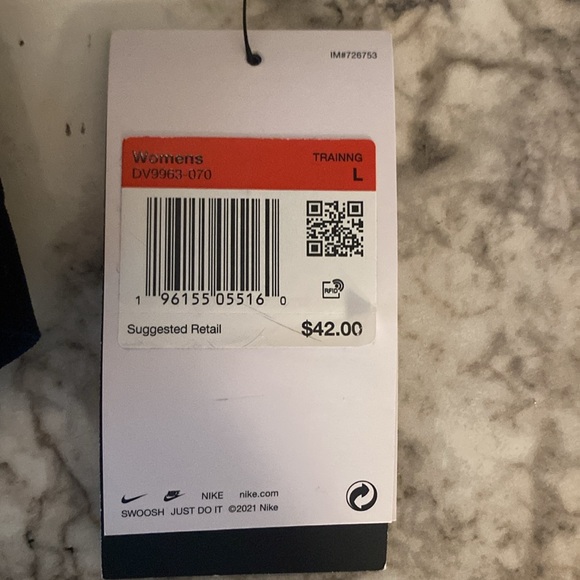 IM#726753
Womens TRAINNG
DV9963-070 L
1 96155 05516 0
RFID
Suggested Retail $42.00
NIKE nike.com
SWOOSH JUST DO IT ©2021 Nike